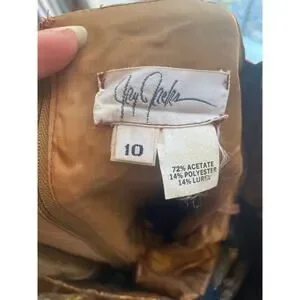 10
72% ACETATE
14% POLYESTER
14% LUREX